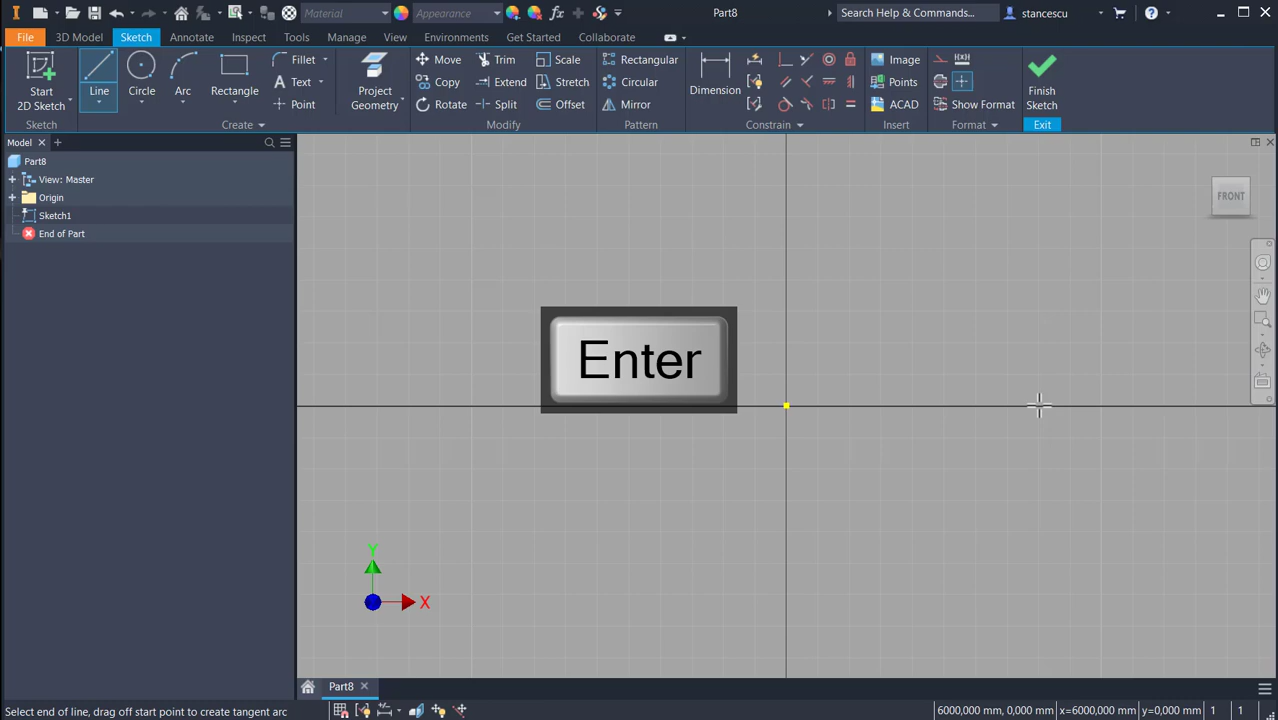 Material
Appearance
Part8
Search Help & Commands...
stancescu
File
3D Model
Sketch
Annotate
Inspect
Tools
Manage
View
Environments
Get Started
Collaborate
Start
2D Sketch
Line
Circle
Arc
Rectangle
Fillet
Text
Point
Project
Geometry
Move
Copy
Rotate
Trim
Extend
Split
Scale
Stretch
Offset
Rectangular
Circular
Mirror
Dimension
Image
Points
ACAD
Show Format
Finish
Sketch
Sketch
Create
Modify
Pattern
Constrain
Insert
Format
Exit
Model
Part8
View: Master
Origin
Sketch1
End of Part
FRONT
Enter
Y
X
Part8
Select end of line, drag off start point to create tangent arc
6000,000 mm, 0,000 mm
x=6000,000 mm
y=0,000 mm
1
1